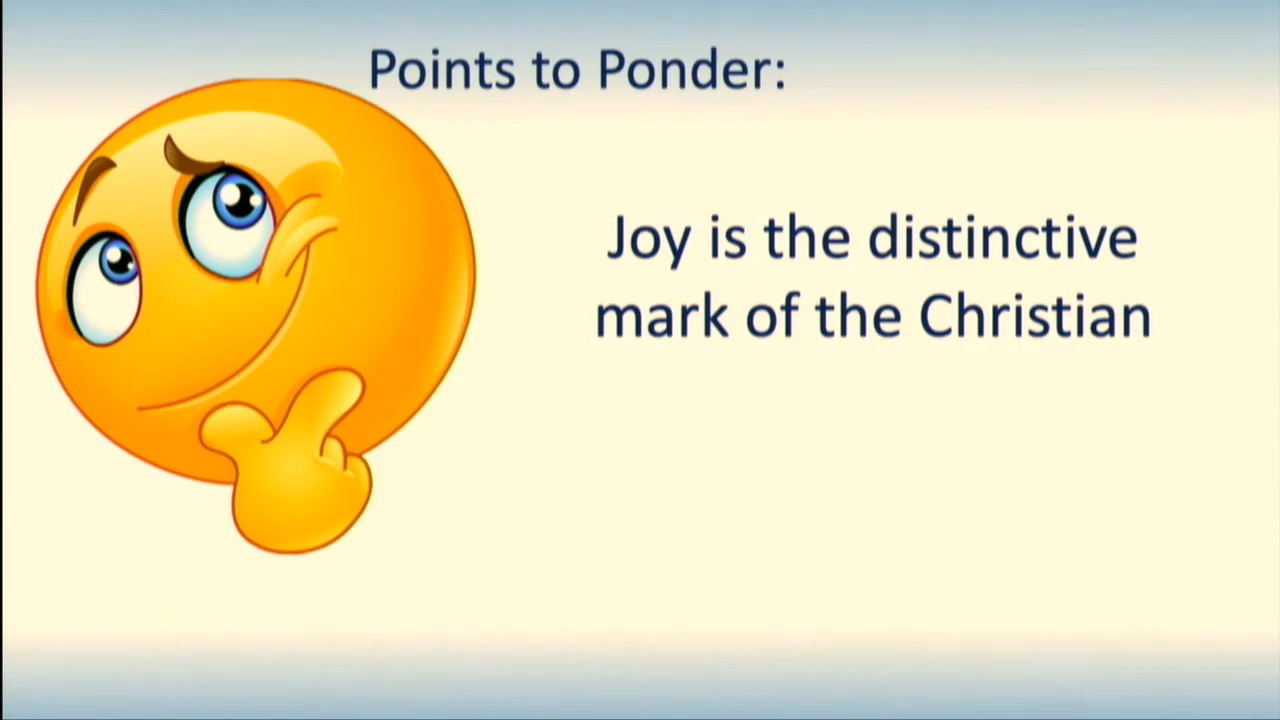 Points to Ponder:
Joy is the distinctive
mark of the Christian